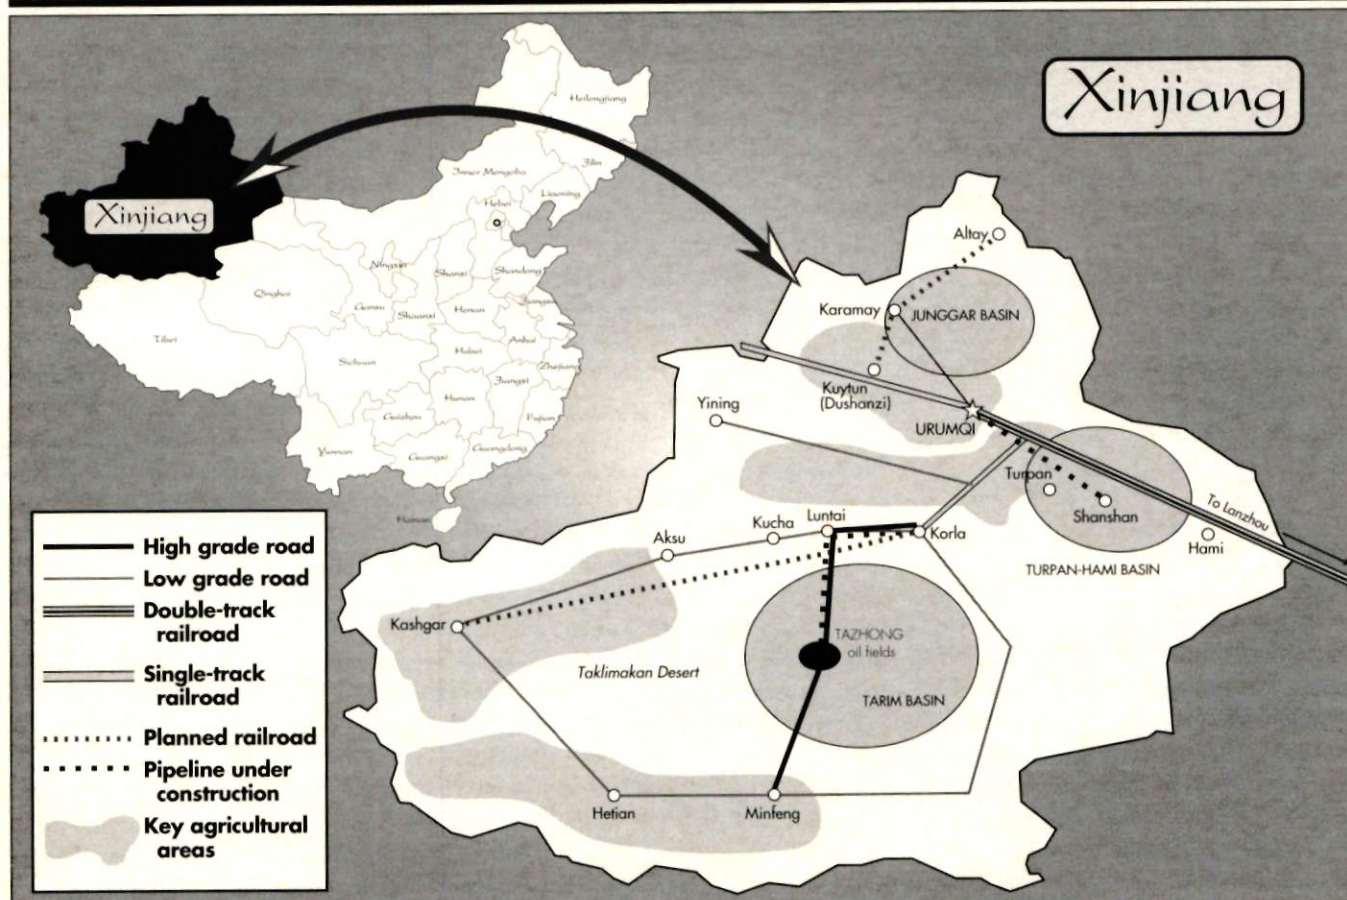 Xinjiang
Heilongjiang
Jilin
Inner Mongolia
Liaoning
Hebei
Xinjiang
Ningxia
Shanxi
Shandong
Qinghai
Gansu
Shaanxi
Henan
Jiangsu
Tibet
Sichuan
Hubei
Anhui
Zhejiang
Hunan
Jiangxi
Guizhou
Fujian
Yunnan
Guangxi
Guangdong
Hainan
Altay
Karamay
JUNGGAR BASIN
Kuytun
(Dushanzi)
Yining
URUMQI
Turpan
Shanshan
To Lanzhou
Hami
TURPAN-HAMI BASIN
Luntai
Kucha
Korla
Aksu
Kashgar
TAZHONG
oil fields
Taklimakan Desert
TARIM BASIN
Hetian
Minfeng
High grade road
Low grade road
Double-track
railroad
Single-track
railroad
Planned railroad
Pipeline under
construction
Key agricultural
areas